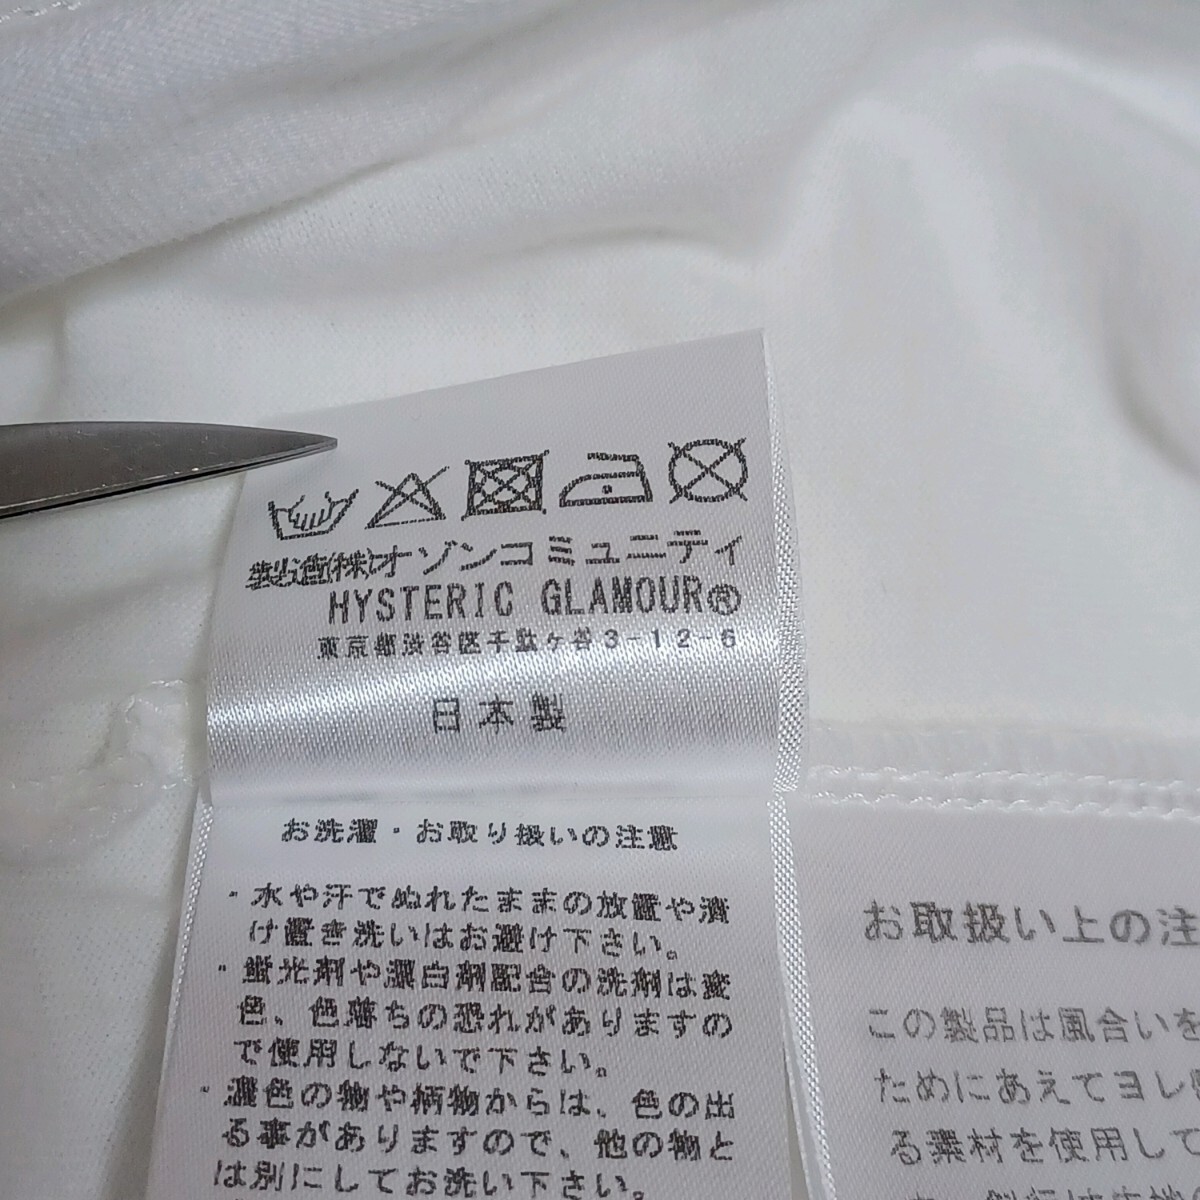 製造(株)オゾンコミュニティ
HYSTERIC GLAMOUR®
東京都渋谷区千駄ケ谷3-12-6
日本製
お洗濯・お取り扱いの注意
・水や汗でぬれたままの放置や漬
け置き洗いはお避け下さい。
・蛍光剤や漂白剤配合の洗剤は変
色、色落ちの恐れがありますの
で使用しないで下さい。
・濃色の物や柄物からは、色の出
る事がありますので、他の物と
は別にしてお洗い下さい。
お取扱い上の注
この製品は風合いを
ためにあえてヨレ
る素材を使用して